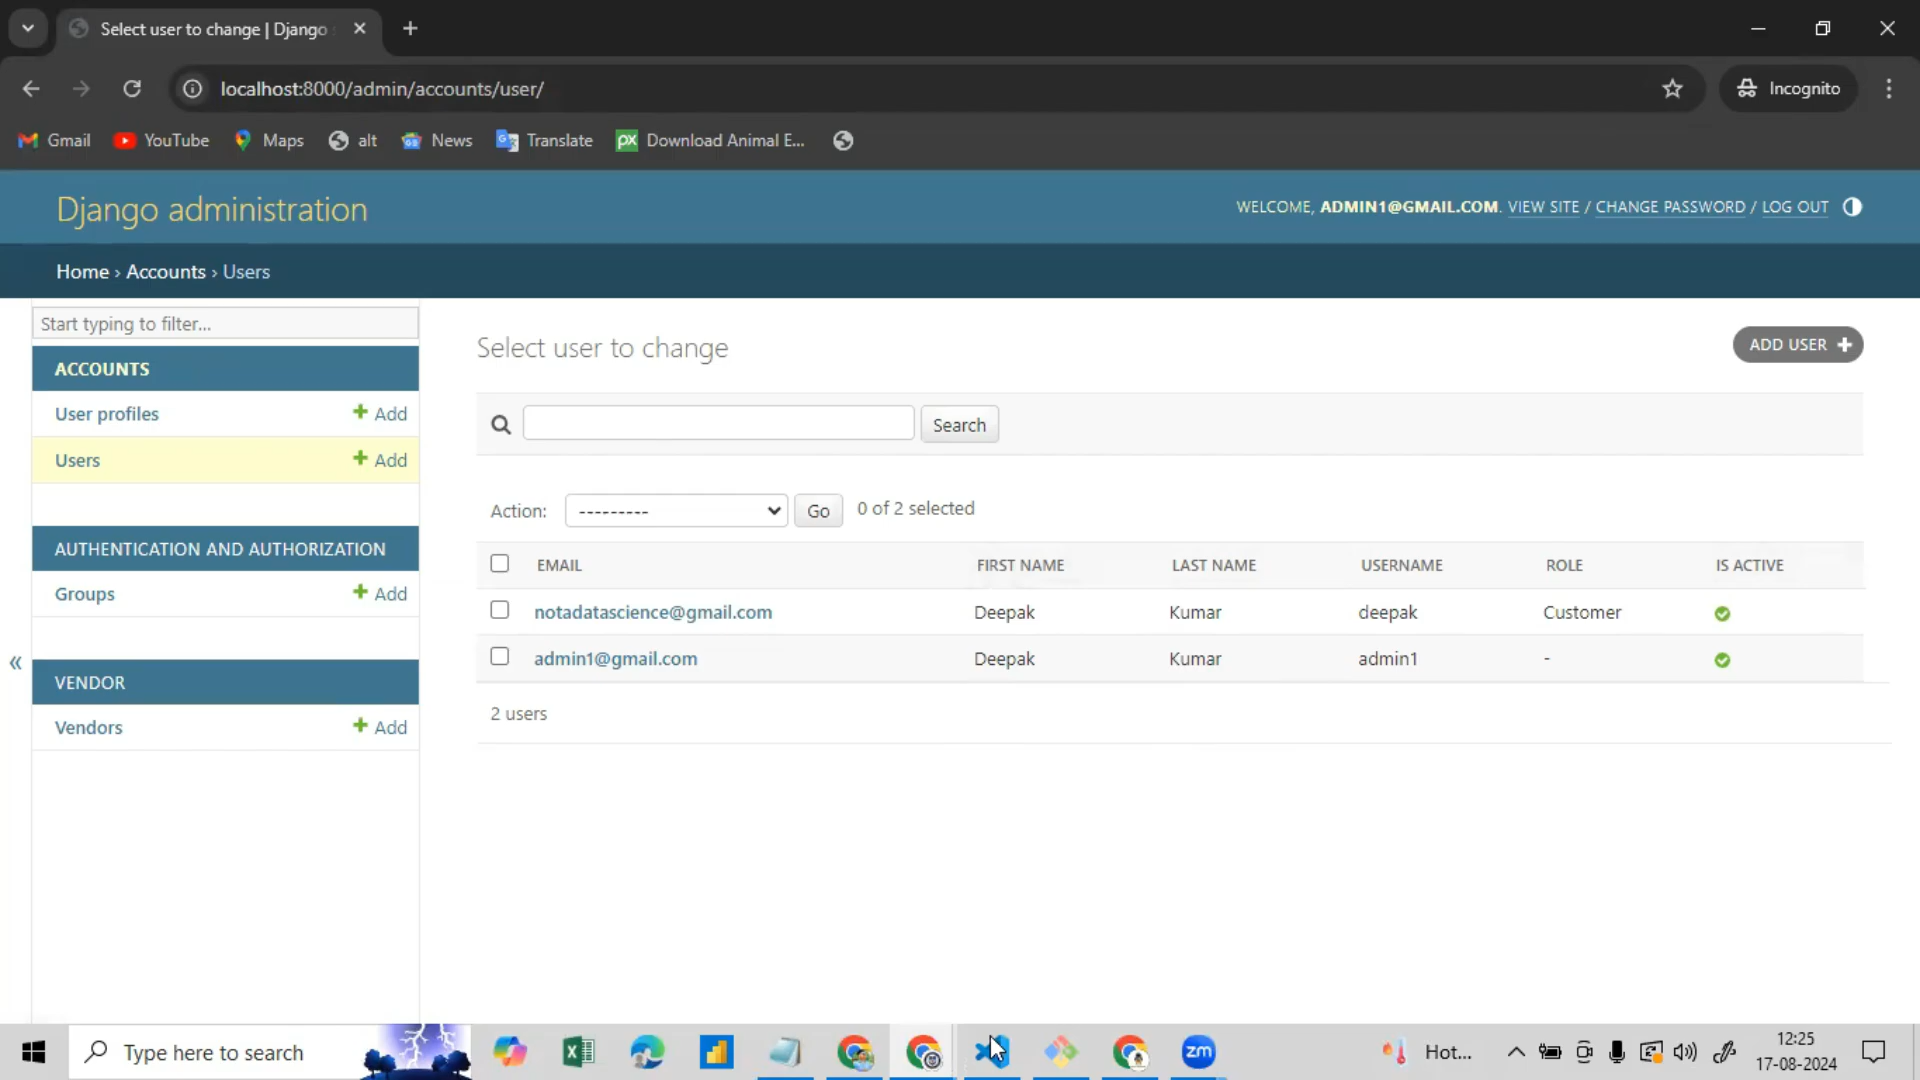 Select user to change | Django s
localhost:8000/admin/accounts/user/
Incognito
Gmail YouTube Maps alt News Translate Download Animal E...
Django administration
WELCOME, ADMIN1@GMAIL.COM. VIEW SITE / CHANGE PASSWORD / LOG OUT
Home › Accounts › Users
Start typing to filter...
ACCOUNTS
User profiles + Add
Users + Add
AUTHENTICATION AND AUTHORIZATION
Groups + Add
«
VENDOR
Vendors + Add
Select user to change
ADD USER +
Search
Action: --------- Go 0 of 2 selected
EMAIL FIRST NAME LAST NAME USERNAME ROLE IS ACTIVE
notadatascience@gmail.com Deepak Kumar deepak Customer
admin1@gmail.com Deepak Kumar admin1 -
2 users
Type here to search
px
zm
Hot...
12:25
17-08-2024